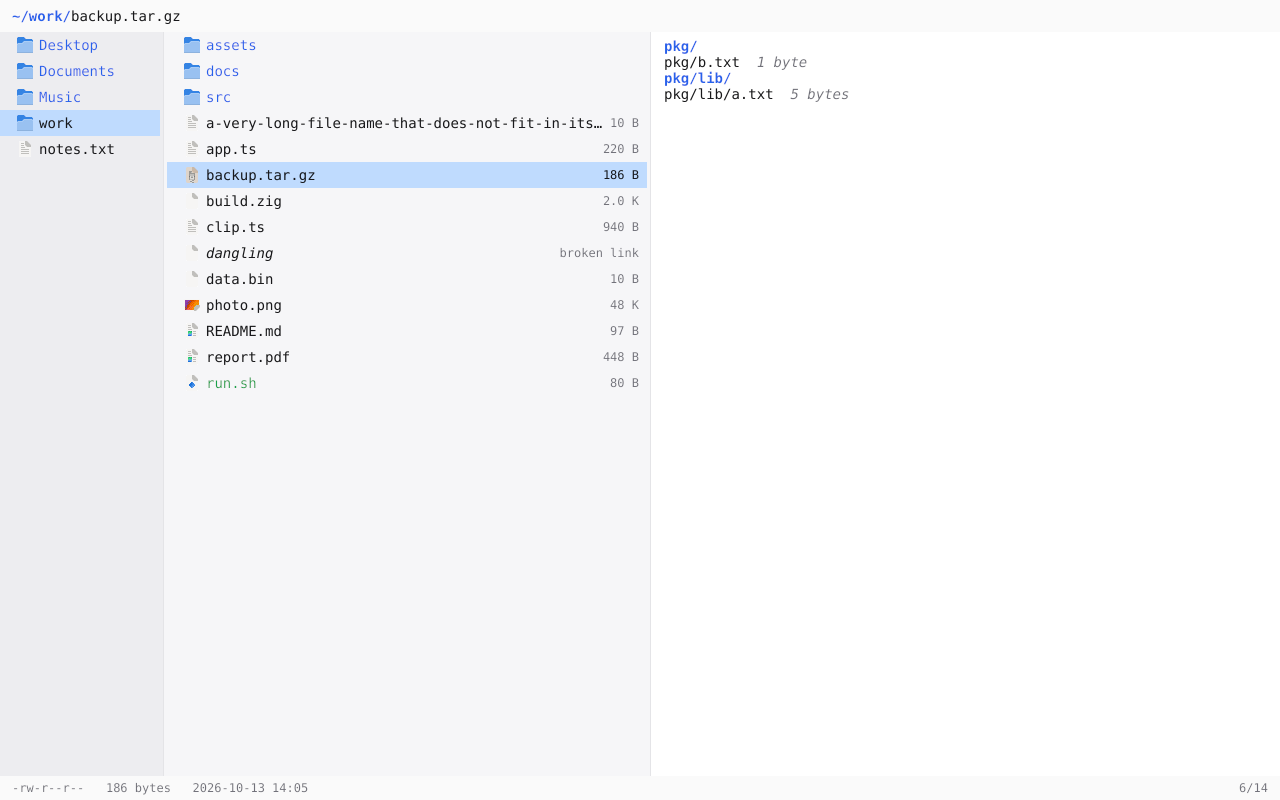 ~/work/backup.tar.gz
Desktop
Documents
Music
work
notes.txt
assets
docs
src
a-very-long-file-name-that-does-not-fit-in-its… 10 B
app.ts 220 B
backup.tar.gz 186 B
build.zig 2.0 K
clip.ts 940 B
dangling broken link
data.bin 10 B
photo.png 48 K
README.md 97 B
report.pdf 448 B
run.sh 80 B
pkg/
pkg/b.txt 1 byte
pkg/lib/
pkg/lib/a.txt 5 bytes
-rw-r--r-- 186 bytes 2026-10-13 14:05 6/14